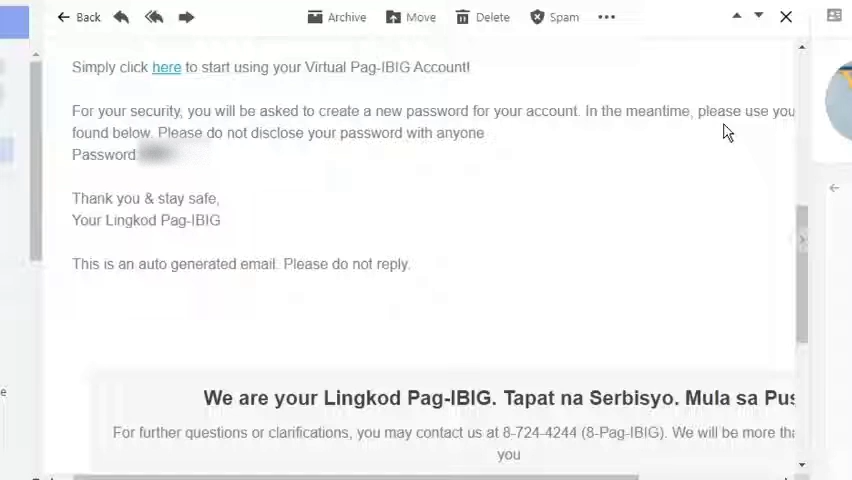 Back Archive Move Delete Spam
Simply click here to start using your Virtual Pag-IBIG Account!
For your security, you will be asked to create a new password for your account. In the meantime, please use you
found below. Please do not disclose your password with anyone
Password
Thank you & stay safe,
Your Lingkod Pag-IBIG
This is an auto generated email. Please do not reply.
We are your Lingkod Pag-IBIG. Tapat na Serbisyo. Mula sa Pus
For further questions or clarifications, you may contact us at 8-724-4244 (8-Pag-IBIG). We will be more tha
you